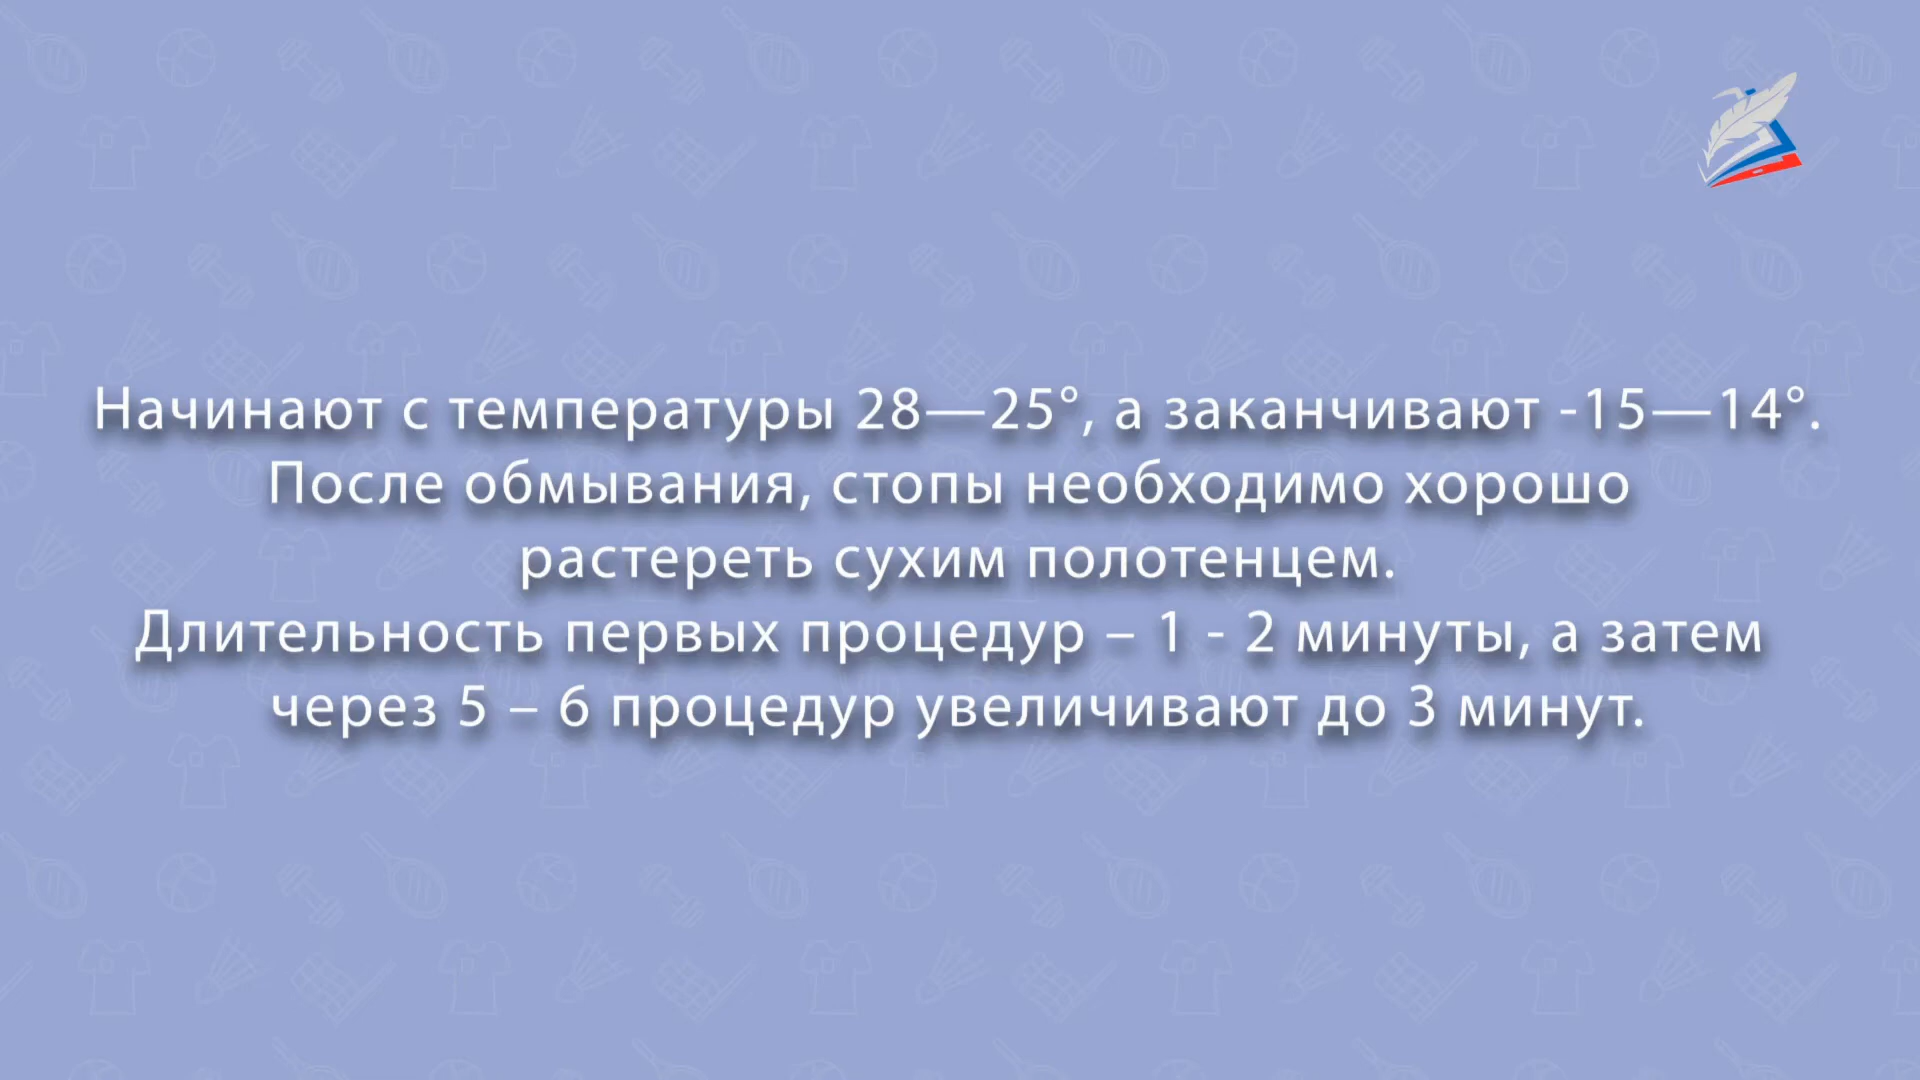 Начинают с температуры 28—25°, а заканчивают -15—14°.
После обмывания, стопы необходимо хорошо
растереть сухим полотенцем.
Длительность первых процедур – 1 - 2 минуты, а затем
через 5 – 6 процедур увеличивают до 3 минут.